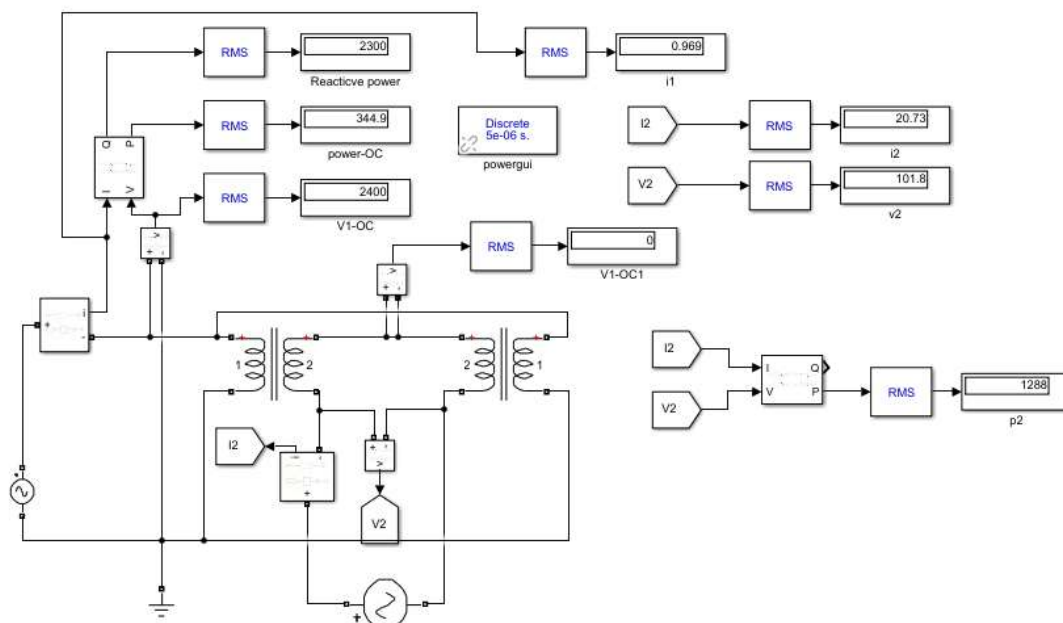 RMS
2300
Reacticve power
RMS
0.969
i1
Q P
I V
RMS
344.9
power-OC
Discrete
5e-06 s.
powergui
I2
RMS
20.73
i2
RMS
2400
V1-OC
V2
RMS
101.8
v2
v
+ -
v
+ -
RMS
0
V1-OC1
+
i
-
+
1
2
+
+
2
1
+
I2
I Q
V P
V2
RMS
1288
p2
I2
+
+ -
v
V2
+